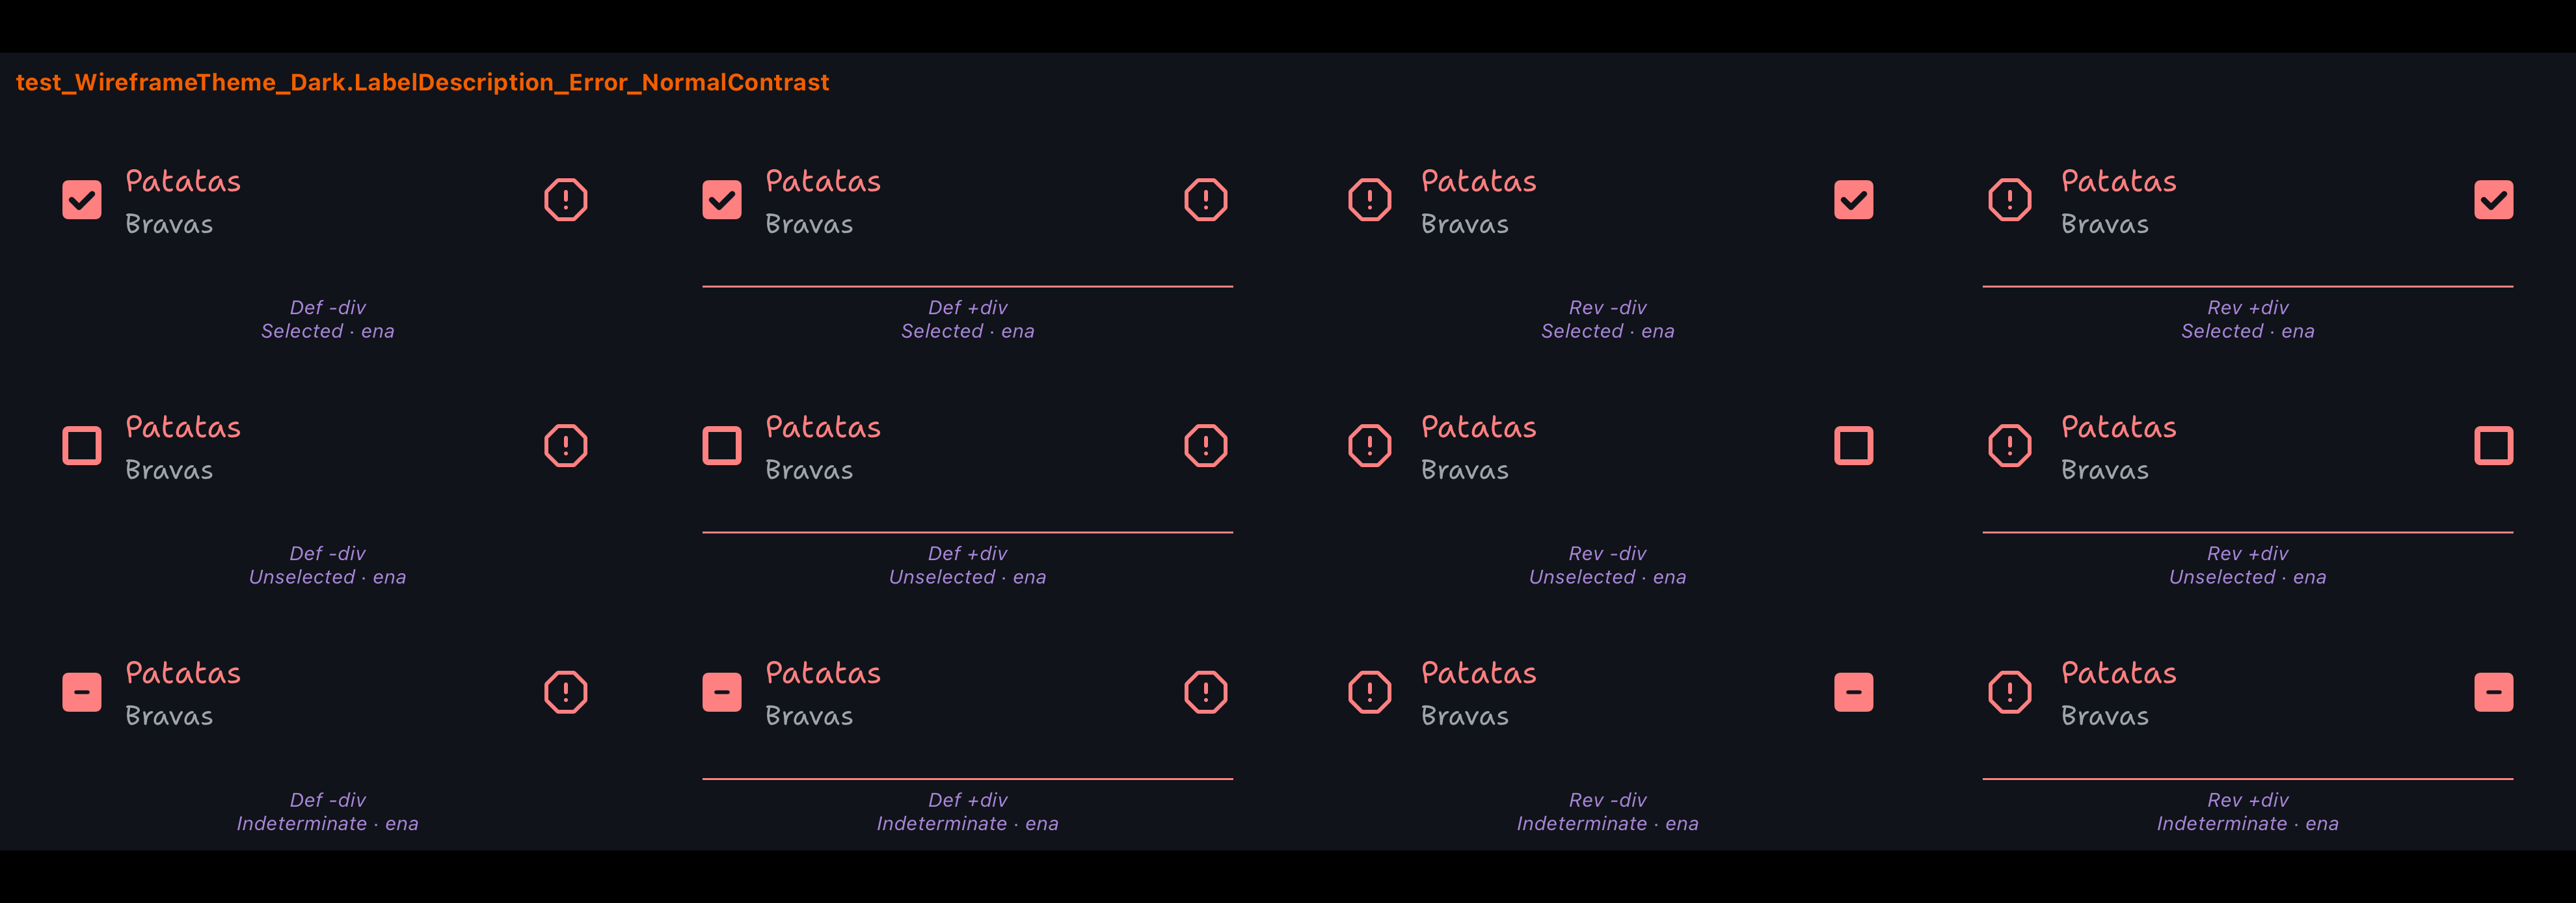 test_WireframeTheme_Dark.LabelDescription_Error_NormalContrast
Patatas
Bravas
Def -div
Selected · ena
Patatas
Bravas
Def +div
Selected · ena
Patatas
Bravas
Rev -div
Selected · ena
Patatas
Bravas
Rev +div
Selected · ena
Patatas
Bravas
Def -div
Unselected · ena
Patatas
Bravas
Def +div
Unselected · ena
Patatas
Bravas
Rev -div
Unselected · ena
Patatas
Bravas
Rev +div
Unselected · ena
Patatas
Bravas
Def -div
Indeterminate · ena
Patatas
Bravas
Def +div
Indeterminate · ena
Patatas
Bravas
Rev -div
Indeterminate · ena
Patatas
Bravas
Rev +div
Indeterminate · ena